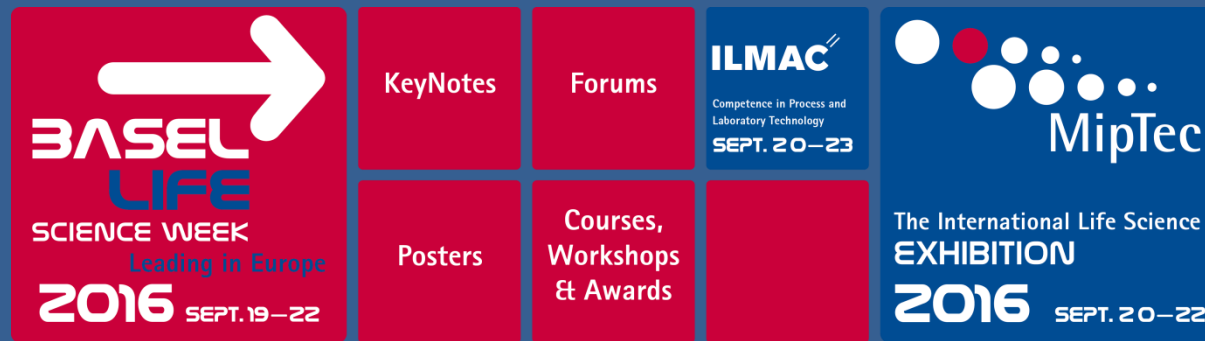 BASEL
LIFE
SCIENCE WEEK
Leading in Europe
2016 SEPT. 19–22
KeyNotes
Forums
Posters
Courses,
Workshops
& Awards
ILMAC
Competence in Process and
Laboratory Technology
SEPT. 20–23
MipTec
The International Life Science
EXHIBITION
2016 SEPT. 20–22